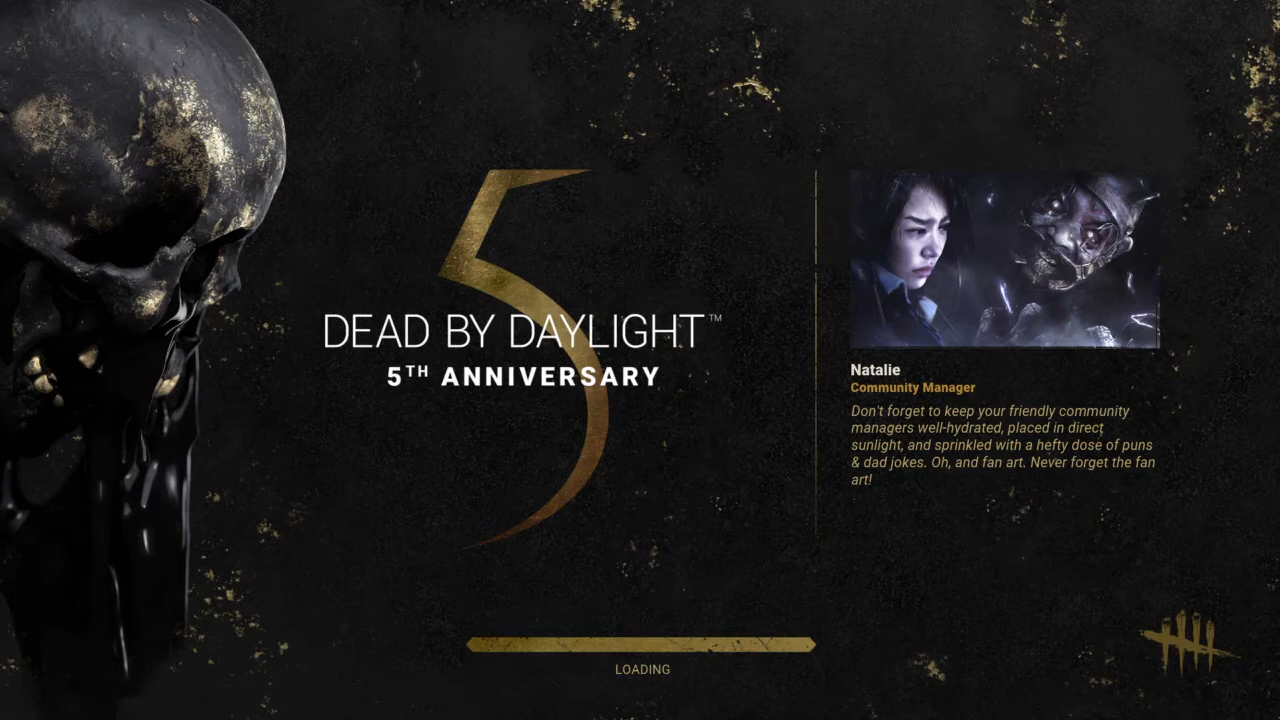 DEAD BY DAYLIGHT™
5TH ANNIVERSARY
Natalie
Community Manager
Don't forget to keep your friendly community
managers well-hydrated, placed in direct
sunlight, and sprinkled with a hefty dose of puns
& dad jokes. Oh, and fan art. Never forget the fan
art!
LOADING